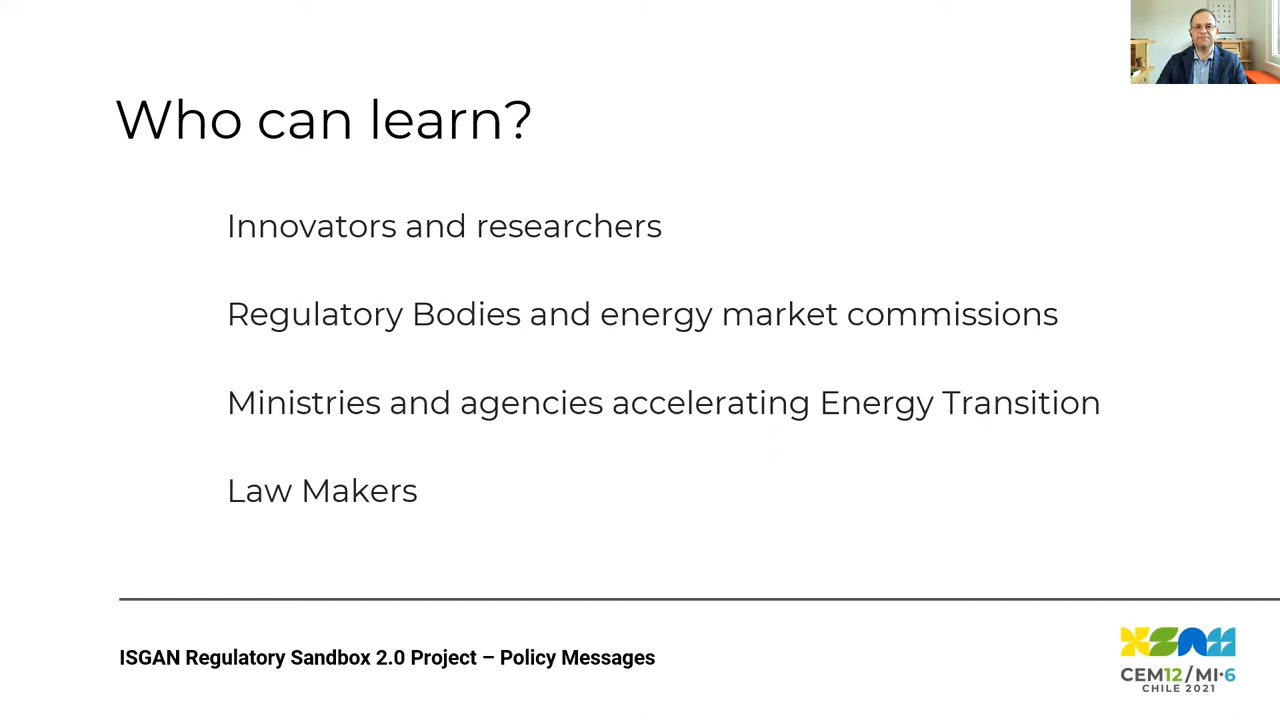 Who can learn?
Innovators and researchers
Regulatory Bodies and energy market commissions
Ministries and agencies accelerating Energy Transition
Law Makers
ISGAN Regulatory Sandbox 2.0 Project – Policy Messages
CEM12/MI·6
CHILE 2021